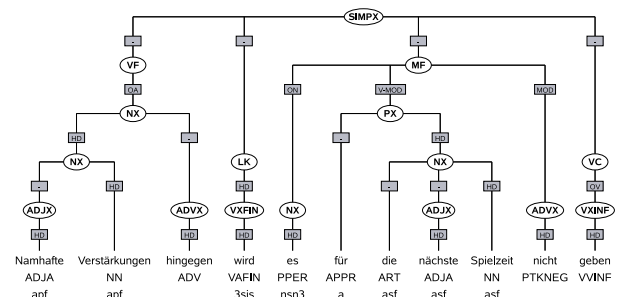 SIMPX
- - - -
VF MF
OA ON V-MOD MOD
NX PX
HD - - HD
NX LK NX VC
- HD HD - - HD OV
ADJX ADVX VXFIN NX ADJX ADVX VXINF
HD HD HD HD HD HD HD
Namhafte Verstärkungen hingegen wird es für die nächste Spielzeit nicht geben
ADJA NN ADV VAFIN PPER APPR ART ADJA NN PTKNEG VVINF
apf apf 3sis nsn3 a asf asf asf